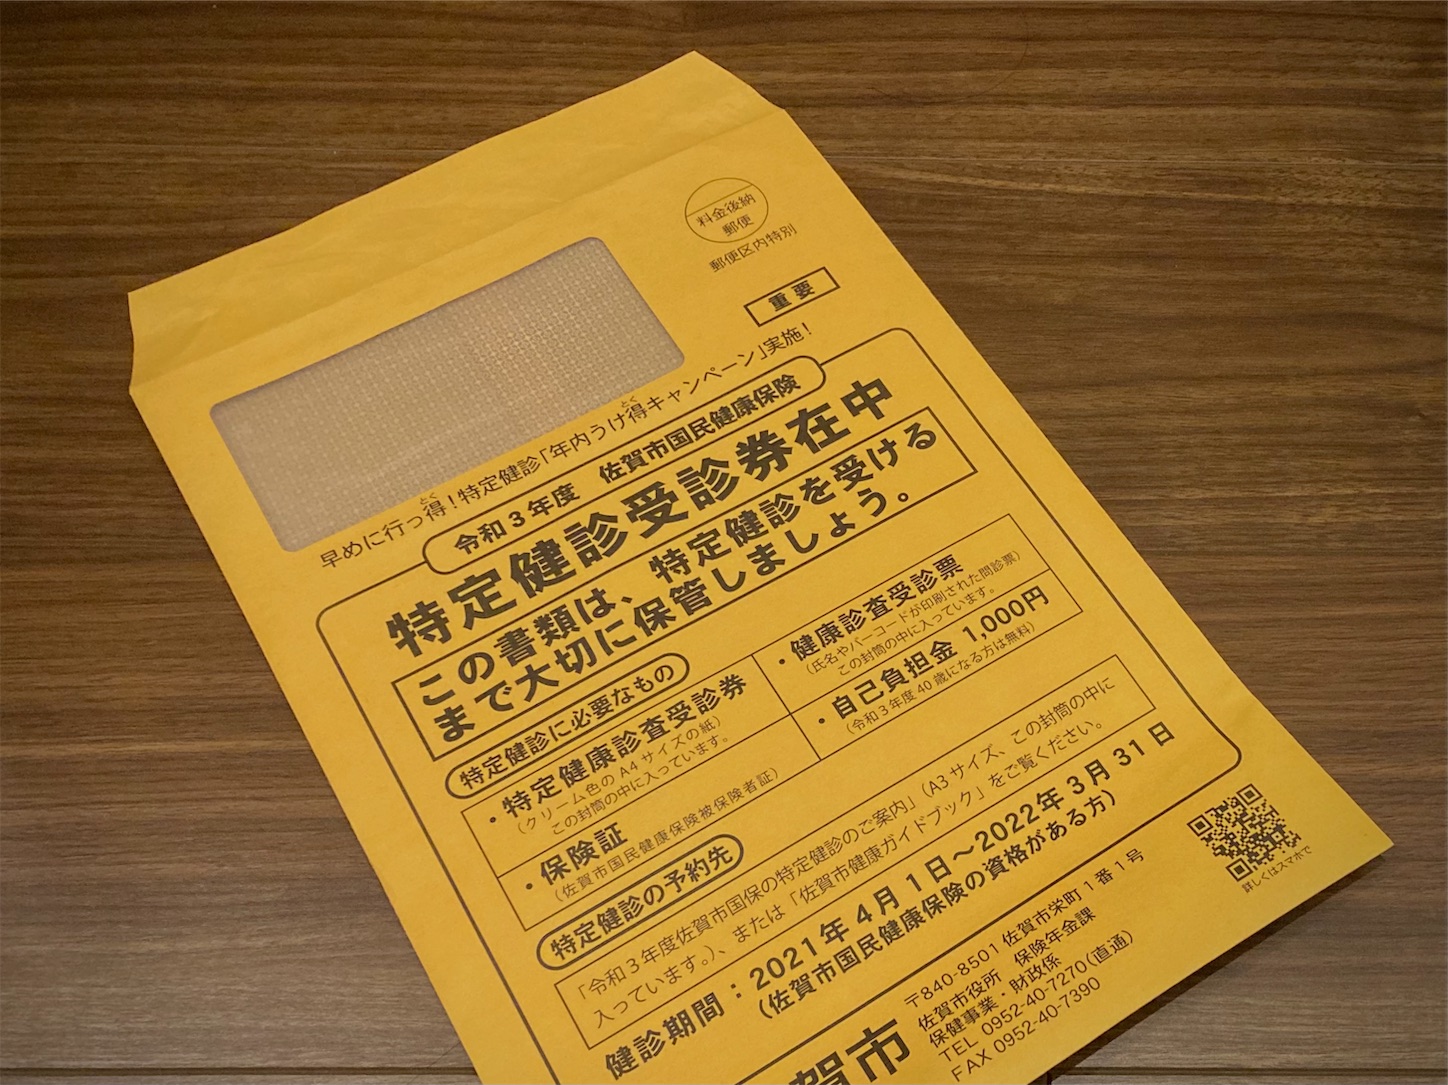 料金後納
郵便
郵便区内特別
重要
早めに行っ得!特定健診「年内うけ得キャンペーン」実施!
令和3年度 佐賀市国民健康保険
特定健診受診券在中
この書類は、特定健診を受ける
まで大切に保管しましょう。
特定健診に必要なもの
・特定健康診査受診券
(クリーム色のA4サイズの紙)
この封筒の中に入っています。
・健康診査受診票
(氏名やバーコードが印刷された問診票)
この封筒の中に入っています。
・保険証
(佐賀市国民健康保険被保険者証)
・自己負担金 1,000円
(令和3年度40歳になる方は無料)
特定健診の予約先
「令和3年度佐賀市国保の特定健診のご案内」(A3サイズ、この封筒の中に
入っています。)、または「佐賀市健康ガイドブック」をご覧ください。
健診期間:2021年4月1日~2022年3月31日
(佐賀市国民健康保険の資格がある方)
詳しくはスマホで
賀市
〒840-8501 佐賀市栄町1番1号
佐賀市役所 保険年金課
保健事業・財政係
TEL 0952-40-7270(直通)
FAX 0952-40-7390